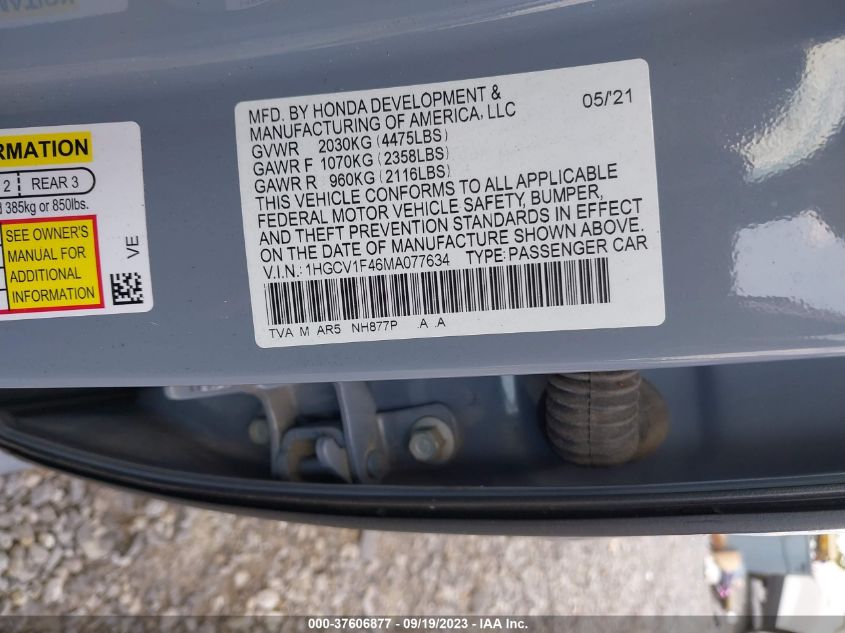 RMATION
2 REAR 3
d 385kg or 850lbs.
SEE OWNER'S
MANUAL FOR
ADDITIONAL
INFORMATION
VE
MFD. BY HONDA DEVELOPMENT &
MANUFACTURING OF AMERICA, LLC
05/'21
GVWR 2030KG(4475LBS)
GAWR F 1070KG(2358LBS)
GAWR R 960KG(2116LBS)
THIS VEHICLE CONFORMS TO ALL APPLICABLE
FEDERAL MOTOR VEHICLE SAFETY, BUMPER,
AND THEFT PREVENTION STANDARDS IN EFFECT
ON THE DATE OF MANUFACTURE SHOWN ABOVE.
V.I.N.:1HGCV1F46MA077634 TYPE:PASSENGER CAR
TVA M AR5 NH877P .A .A
000-37606877 - 09/19/2023 - IAA Inc.